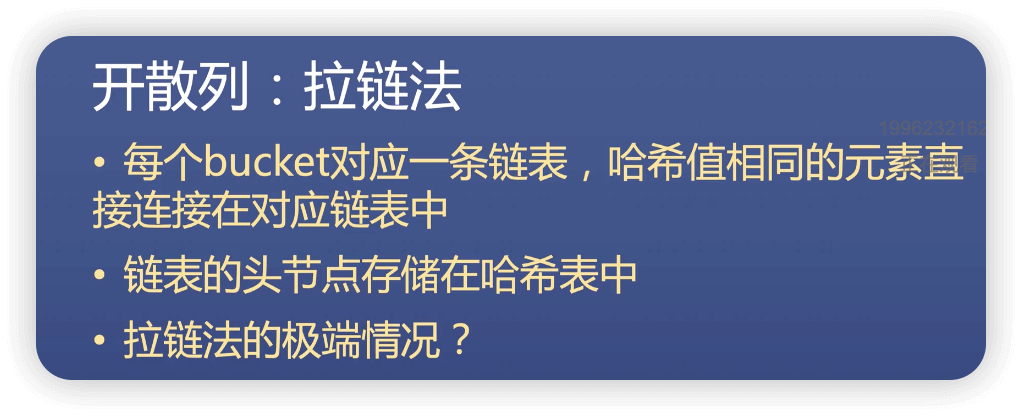 开散列：拉链法
1996232162
• 每个bucket对应一条链表，哈希值相同的元素直
接连接在对应链表中
• 链表的头节点存储在哈希表中
• 拉链法的极端情况？